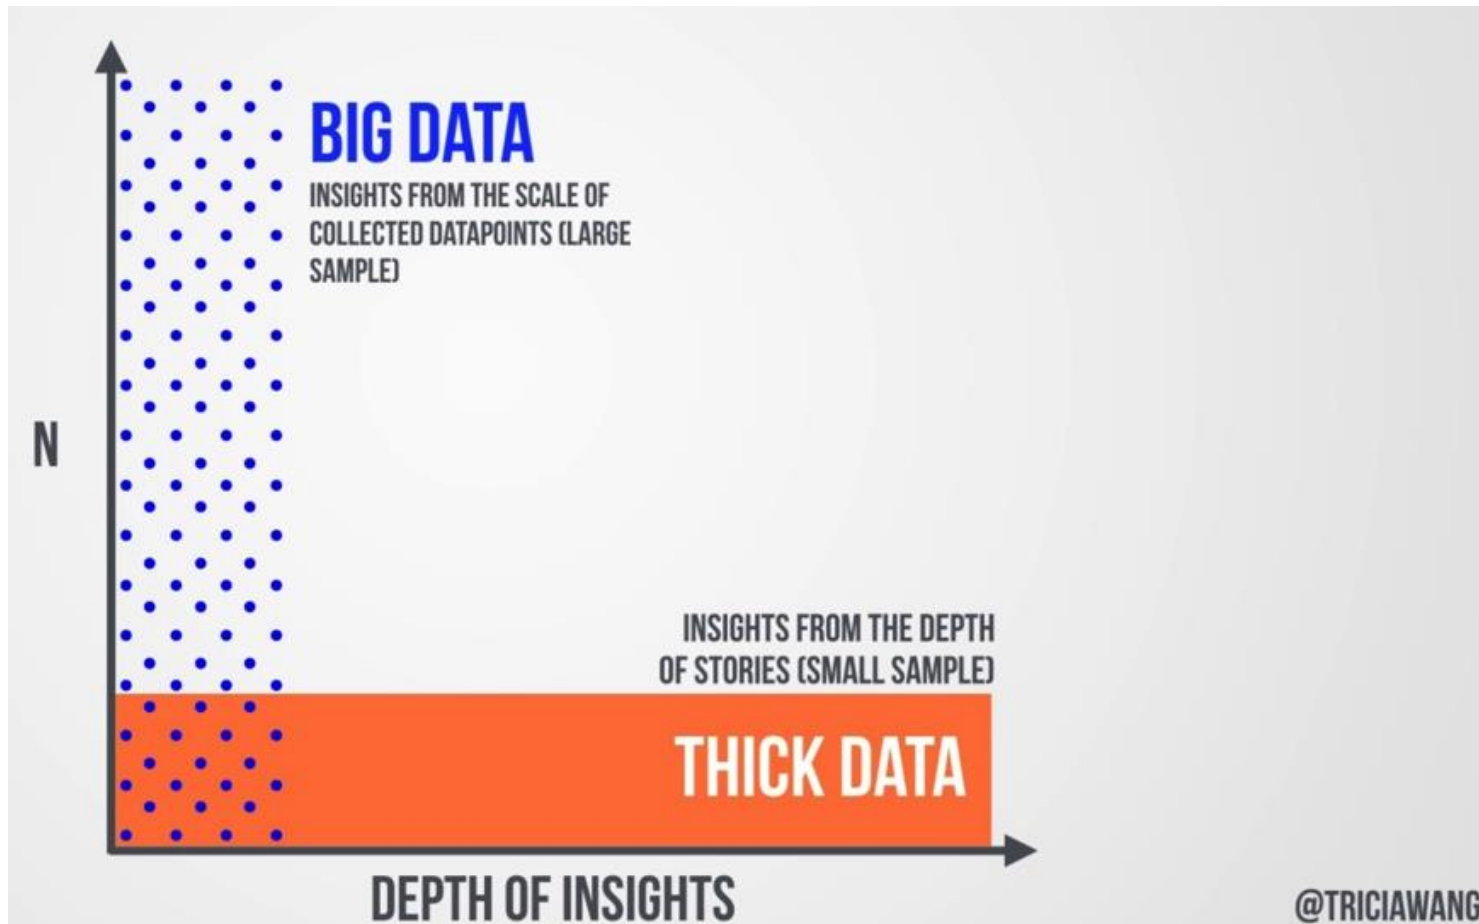 BIG DATA
INSIGHTS FROM THE SCALE OF
COLLECTED DATAPOINTS (LARGE
SAMPLE)
N
INSIGHTS FROM THE DEPTH
OF STORIES (SMALL SAMPLE)
THICK DATA
DEPTH OF INSIGHTS
@TRICIAWANG